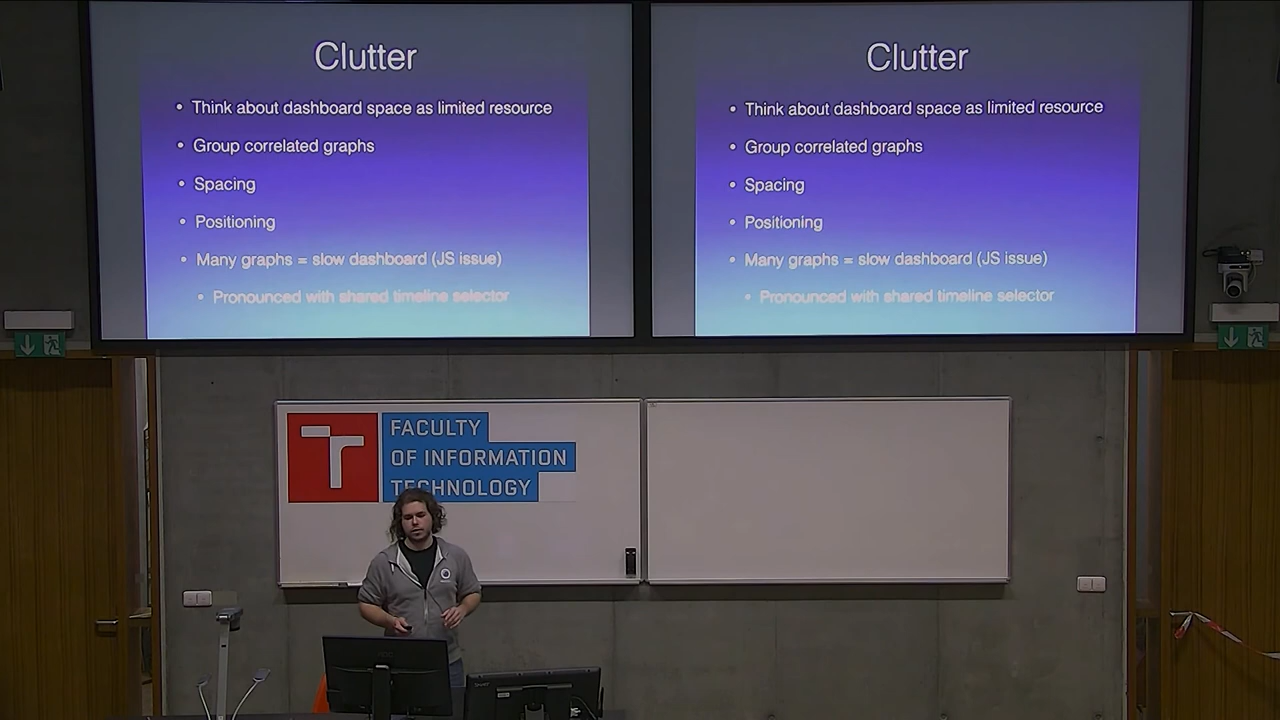 Clutter
• Think about dashboard space as limited resource
• Group correlated graphs
• Spacing
• Positioning
• Many graphs = slow dashboard (JS issue)
• Pronounced with shared timeline selector
Clutter
• Think about dashboard space as limited resource
• Group correlated graphs
• Spacing
• Positioning
• Many graphs = slow dashboard (JS issue)
• Pronounced with shared timeline selector
T
FACULTY
OF INFORMATION
TECHNOLOGY